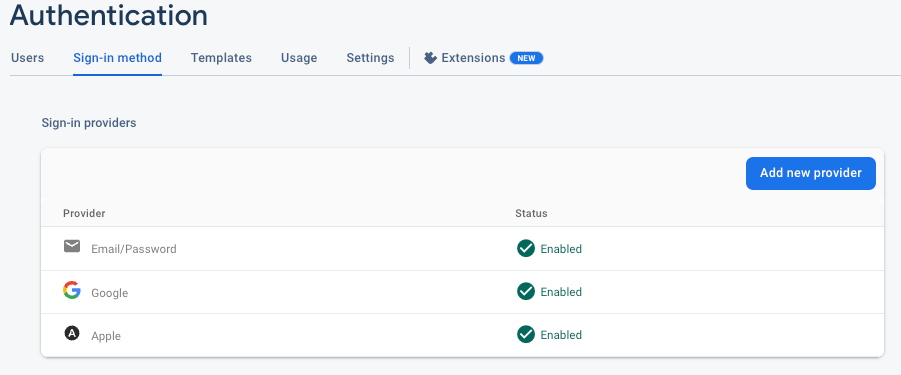 Authentication
Users Sign-in method Templates Usage Settings Extensions NEW
Sign-in providers
Add new provider
Provider Status
Email/Password Enabled
Google Enabled
A Apple Enabled